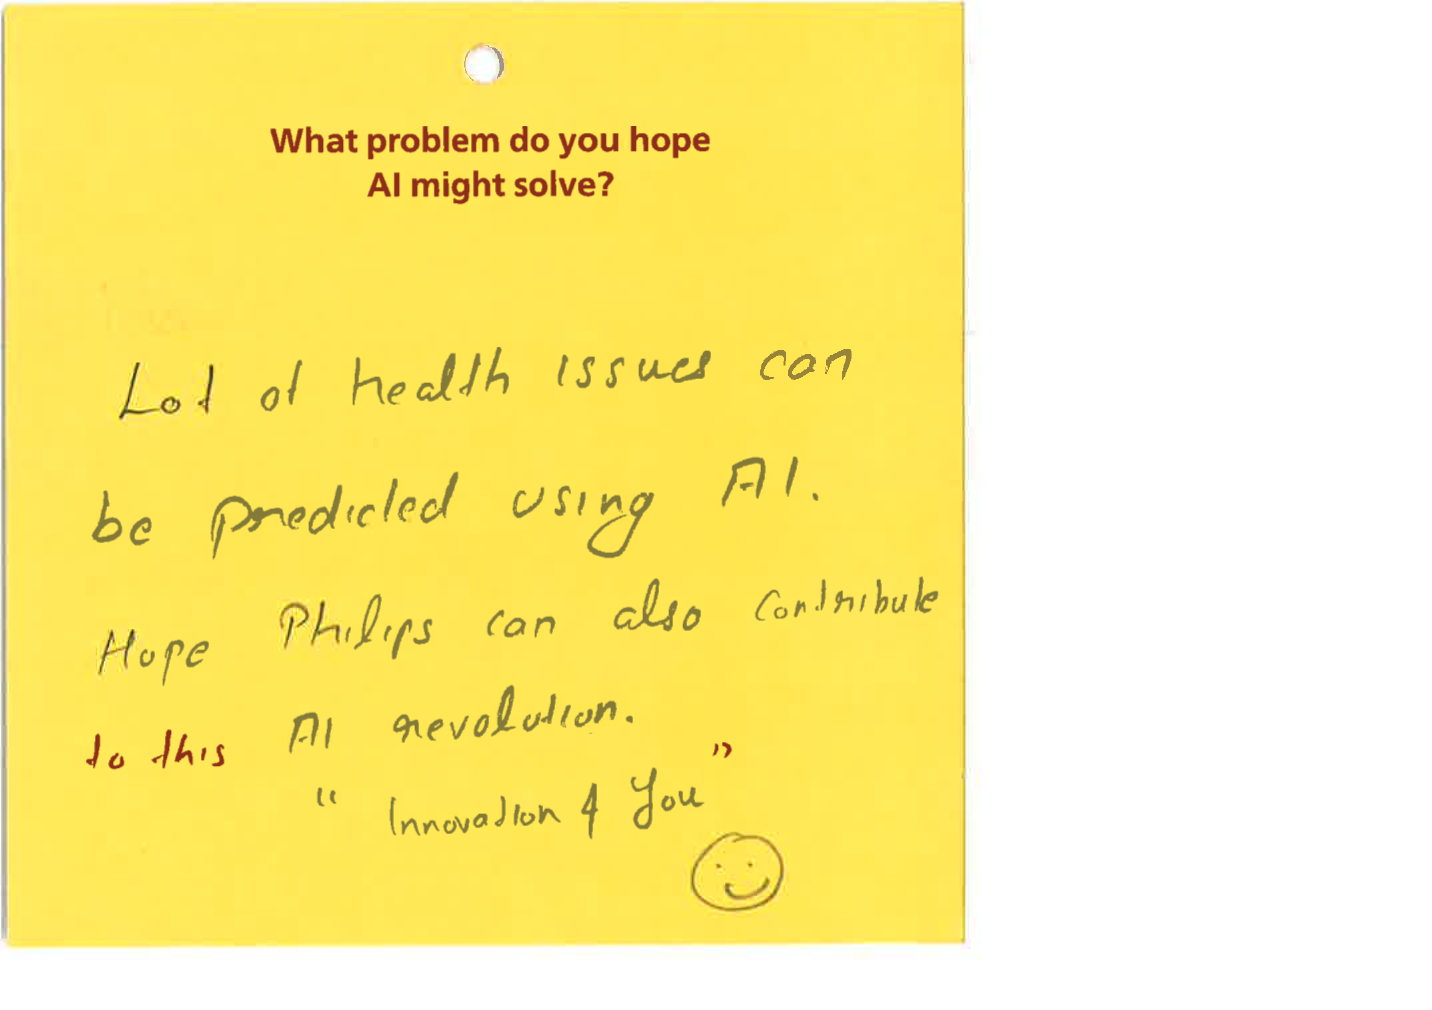 What problem do you hope
AI might solve?
Lot of health issues can
be predicted using AI.
Hope Philips can also contribute
to this AI revolution.
" Innovation 4 You "